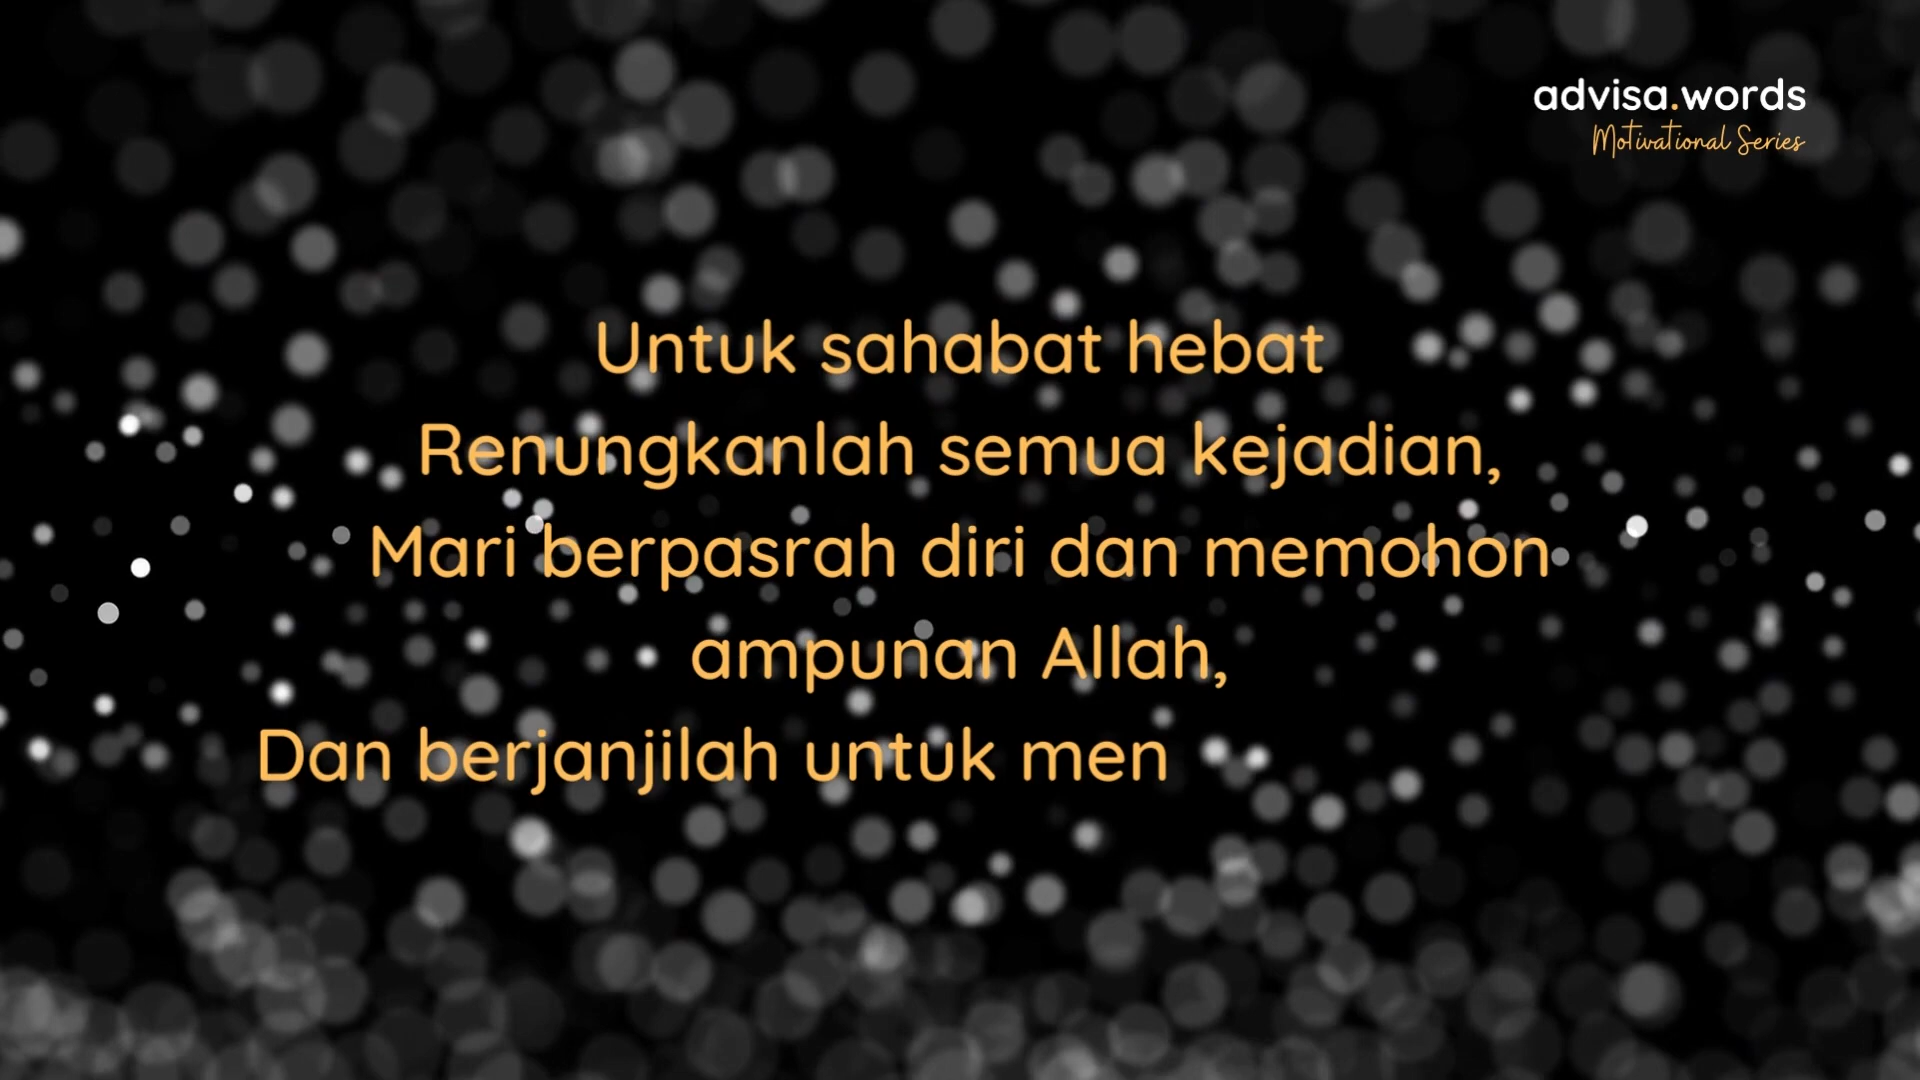 advisa.words
Motivational Series
Untuk sahabat hebat
Renungkanlah semua kejadian,
Mari berpasrah diri dan memohon
ampunan Allah,
Dan berjanjilah untuk men